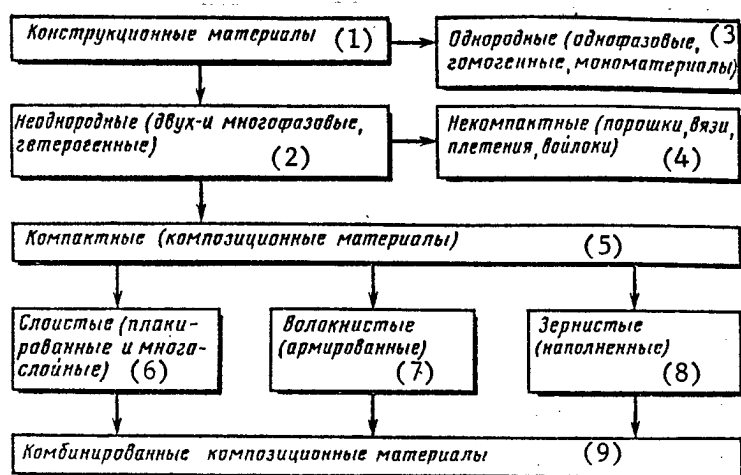 Конструкционные материалы (1)
Однородные (однофазовые, (3
гомогенные, мономатериалы)
Неоднородные (двух-и многофазовые,
гетерогенные) (2)
Некомпактные (порошки, вязи,
плетения, войлоки) (4)
Компактные (композиционные материалы) (5)
Слоистые (плаки-
рованные и много-
слойные) (6)
Волокнистые
(армированные)
(7)
Зернистые
(наполненные)
(8)
Комбинированные композиционные материалы (9)